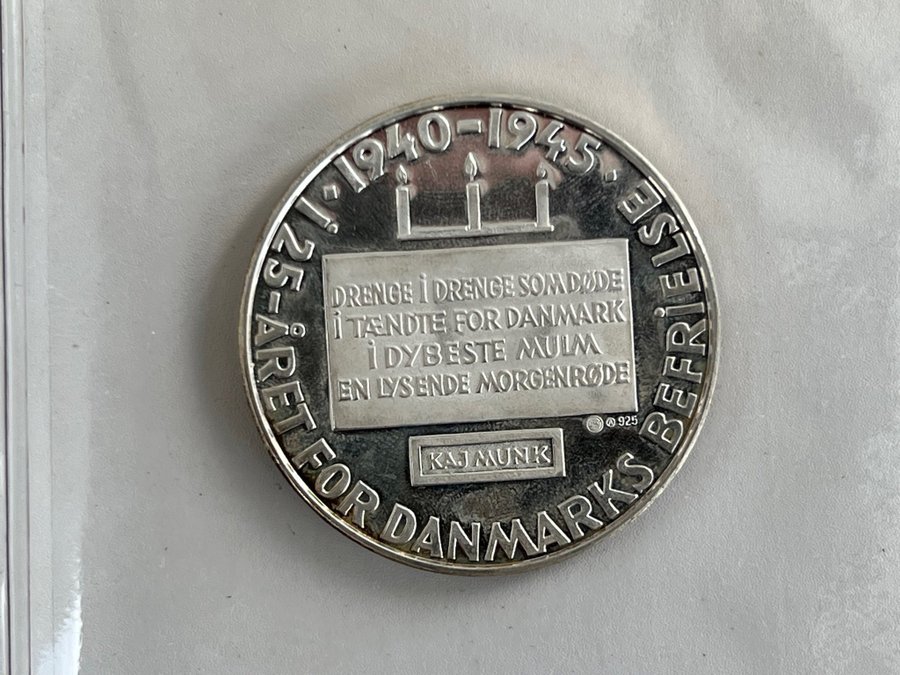 1940-1945.
i 25-ÅRET FOR DANMARKS BEFRiELSE
DRENGE i DRENGE SOM DØDE
i TÆNDTE FOR DANMARK
i DYBESTE MULM
EN LYSENDE MORGENRØDE
925
KAJ MUNK